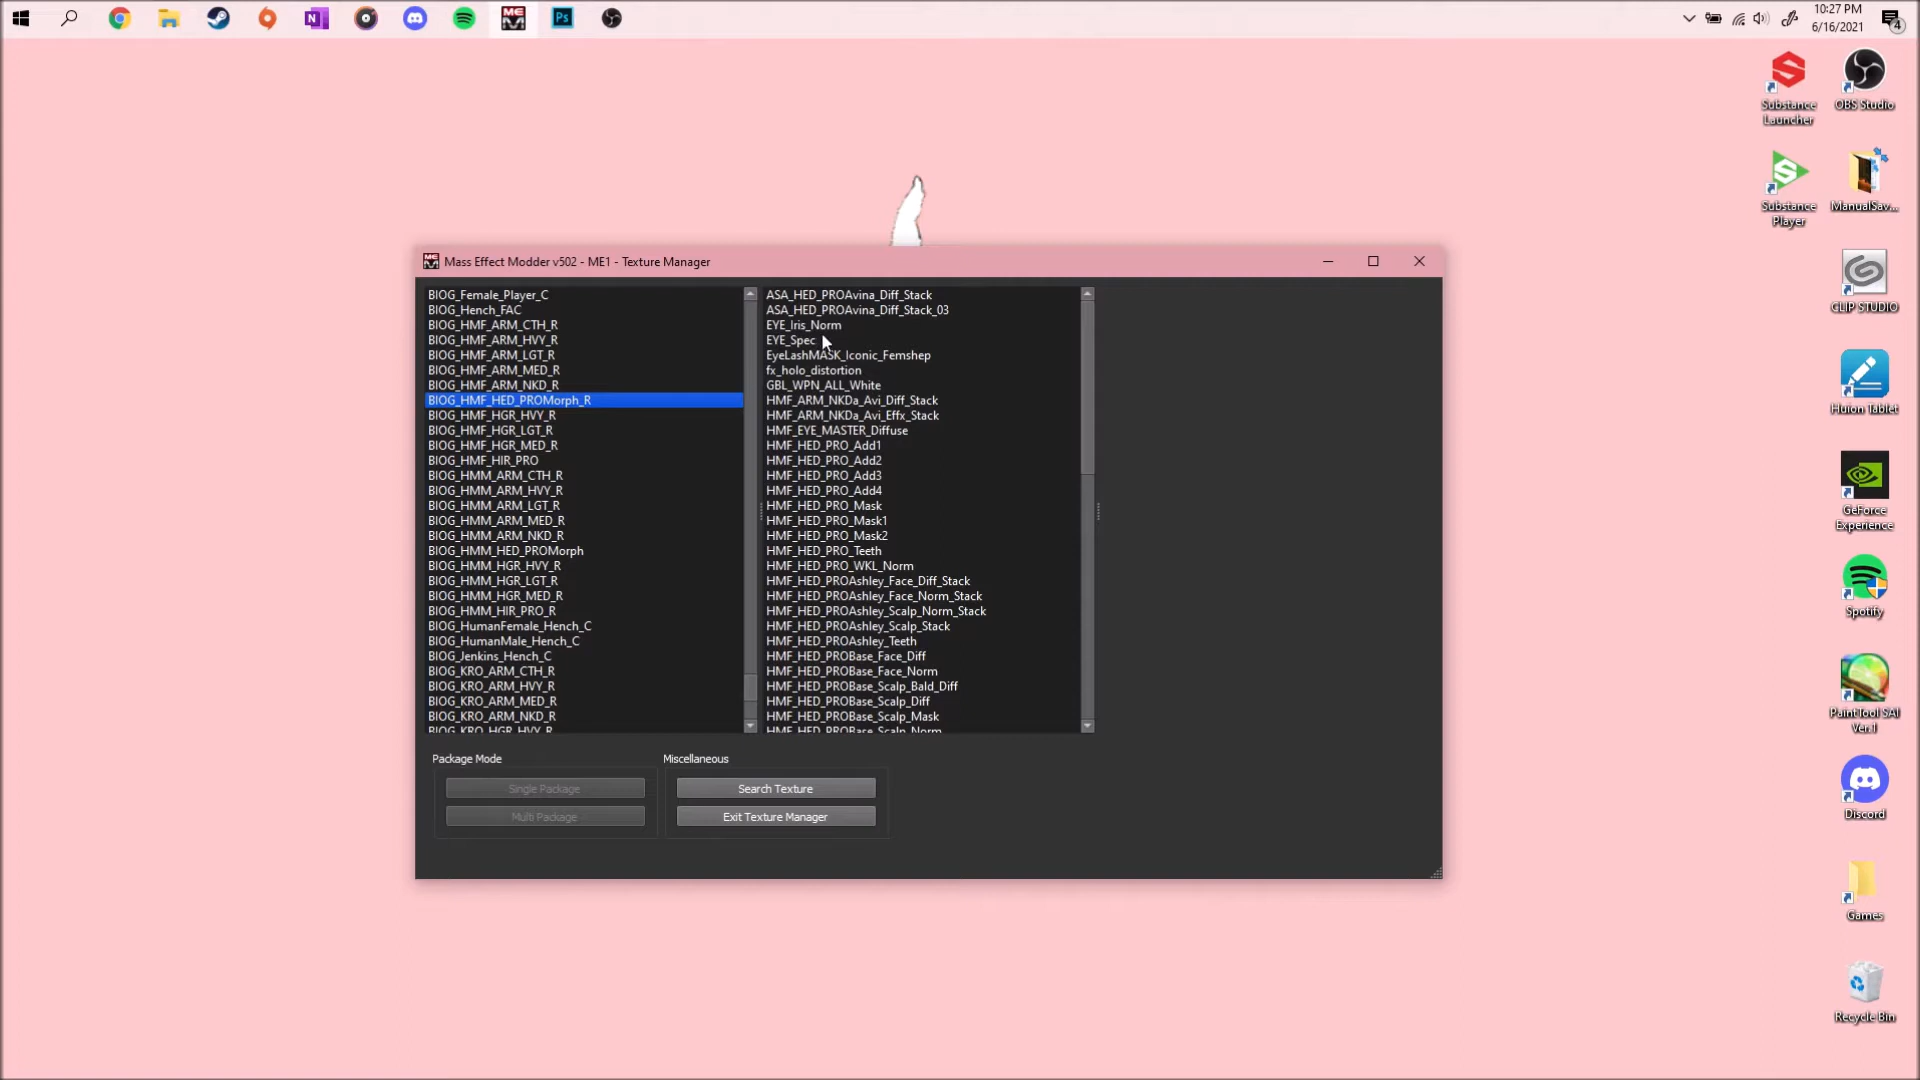 10:27 PM
6/16/2021
4
Ps
Substance Launcher
OBS Studio
Substance Player
ManualSav...
CLIP STUDIO
Huion Tablet
GeForce Experience
Spotify
PaintTool SAI Ver.1
Discord
Games
Recycle Bin
Mass Effect Modder v502 - ME1 - Texture Manager
BIOG_Female_Player_C
BIOG_Hench_FAC
BIOG_HMF_ARM_CTH_R
BIOG_HMF_ARM_HVY_R
BIOG_HMF_ARM_LGT_R
BIOG_HMF_ARM_MED_R
BIOG_HMF_ARM_NKD_R
BIOG_HMF_HED_PROMorph_R
BIOG_HMF_HGR_HVY_R
BIOG_HMF_HGR_LGT_R
BIOG_HMF_HGR_MED_R
BIOG_HMF_HIR_PRO
BIOG_HMM_ARM_CTH_R
BIOG_HMM_ARM_HVY_R
BIOG_HMM_ARM_LGT_R
BIOG_HMM_ARM_MED_R
BIOG_HMM_ARM_NKD_R
BIOG_HMM_HED_PROMorph
BIOG_HMM_HGR_HVY_R
BIOG_HMM_HGR_LGT_R
BIOG_HMM_HGR_MED_R
BIOG_HMM_HIR_PRO_R
BIOG_HumanFemale_Hench_C
BIOG_HumanMale_Hench_C
BIOG_Jenkins_Hench_C
BIOG_KRO_ARM_CTH_R
BIOG_KRO_ARM_HVY_R
BIOG_KRO_ARM_MED_R
BIOG_KRO_ARM_NKD_R
BIOG_KRO_HGR_HVY_R
ASA_HED_PROAvina_Diff_Stack
ASA_HED_PROAvina_Diff_Stack_03
EYE_Iris_Norm
EYE_Spec
EyeLashMASK_Iconic_Femshep
fx_holo_distortion
GBL_WPN_ALL_White
HMF_ARM_NKDa_Avi_Diff_Stack
HMF_ARM_NKDa_Avi_Effx_Stack
HMF_EYE_MASTER_Diffuse
HMF_HED_PRO_Add1
HMF_HED_PRO_Add2
HMF_HED_PRO_Add3
HMF_HED_PRO_Add4
HMF_HED_PRO_Mask
HMF_HED_PRO_Mask1
HMF_HED_PRO_Mask2
HMF_HED_PRO_Teeth
HMF_HED_PRO_WKL_Norm
HMF_HED_PROAshley_Face_Diff_Stack
HMF_HED_PROAshley_Face_Norm_Stack
HMF_HED_PROAshley_Scalp_Norm_Stack
HMF_HED_PROAshley_Scalp_Stack
HMF_HED_PROAshley_Teeth
HMF_HED_PROBase_Face_Diff
HMF_HED_PROBase_Face_Norm
HMF_HED_PROBase_Scalp_Bald_Diff
HMF_HED_PROBase_Scalp_Diff
HMF_HED_PROBase_Scalp_Mask
HMF_HED_PROBase_Scalp_Norm
Package Mode
Single Package
Multi Package
Miscellaneous
Search Texture
Exit Texture Manager